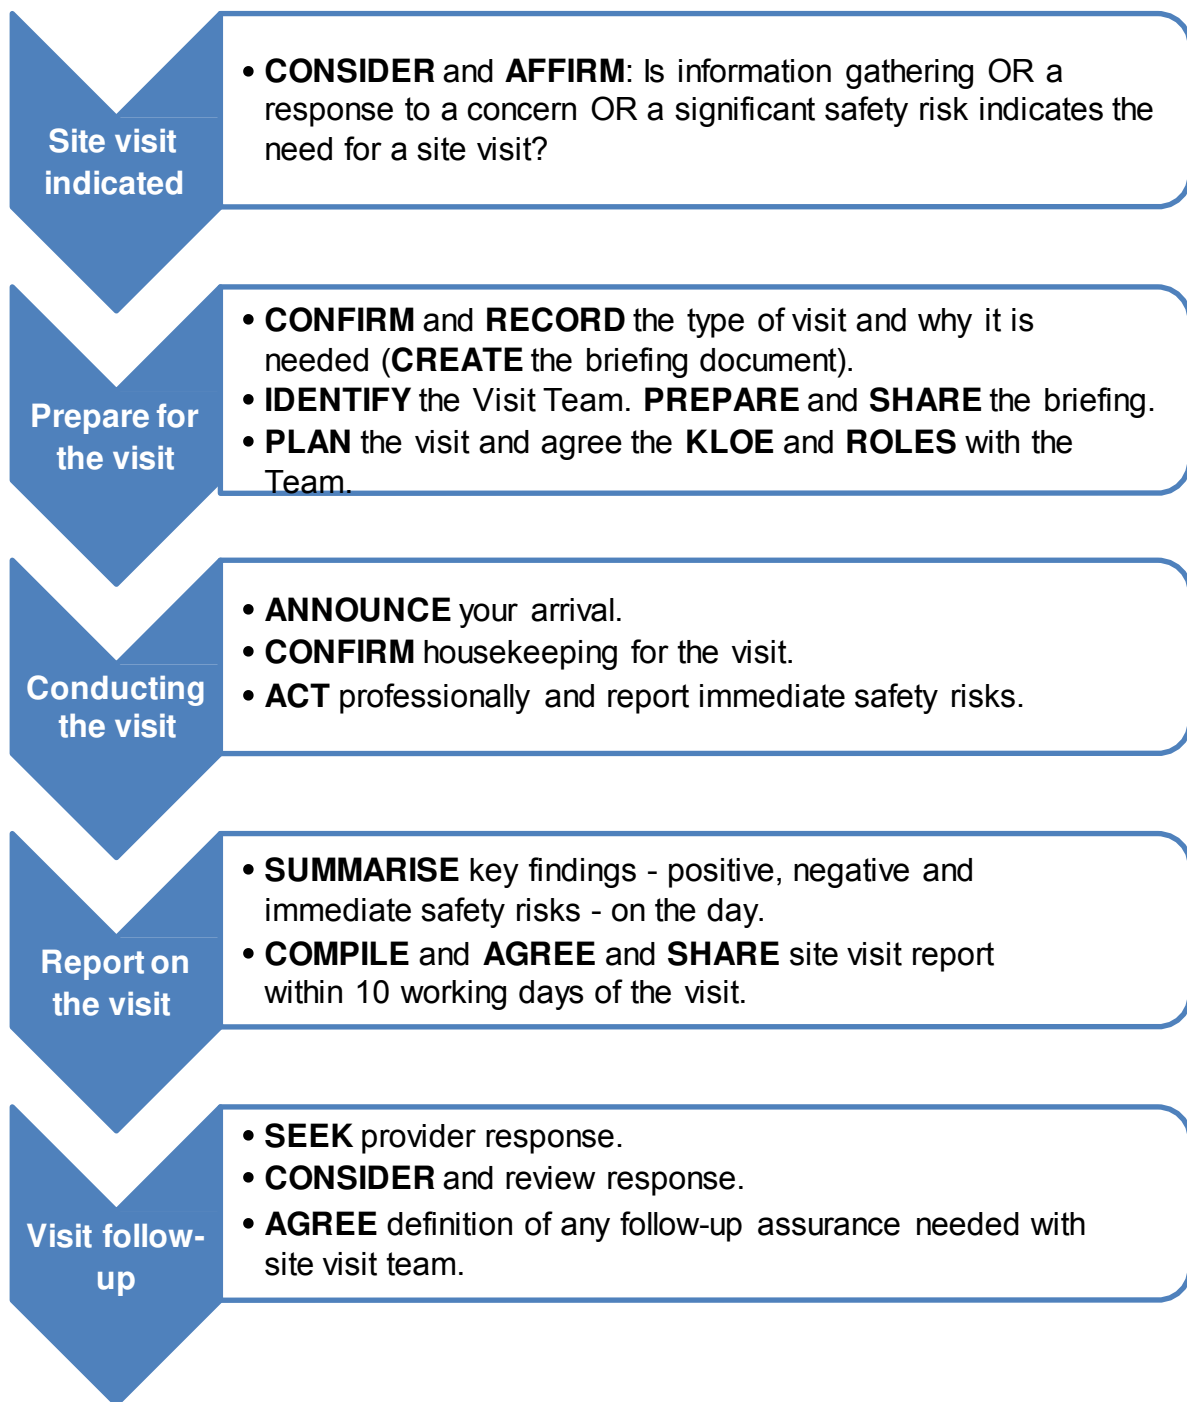 Site visit
indicated
• CONSIDER and AFFIRM: Is information gathering OR a
response to a concern OR a significant safety risk indicates the
need for a site visit?
Prepare for
the visit
• CONFIRM and RECORD the type of visit and why it is
needed (CREATE the briefing document).
• IDENTIFY the Visit Team. PREPARE and SHARE the briefing.
• PLAN the visit and agree the KLOE and ROLES with the
Team.
Conducting
the visit
• ANNOUNCE your arrival.
• CONFIRM housekeeping for the visit.
• ACT professionally and report immediate safety risks.
Report on
the visit
• SUMMARISE key findings - positive, negative and
immediate safety risks - on the day.
• COMPILE and AGREE and SHARE site visit report
within 10 working days of the visit.
Visit follow-
up
• SEEK provider response.
• CONSIDER and review response.
• AGREE definition of any follow-up assurance needed with
site visit team.